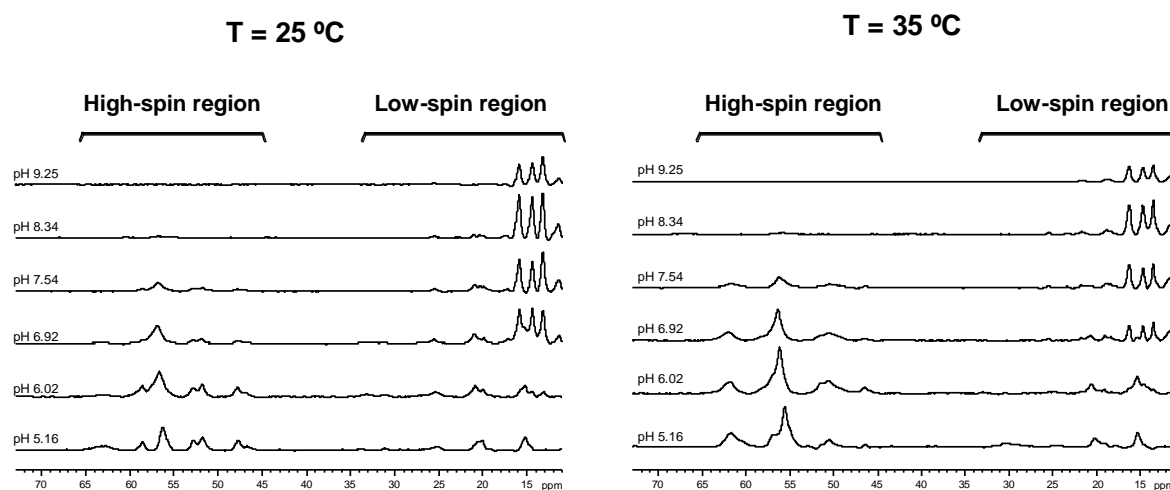 T = 25 ºC
High-spin region Low-spin region
pH 9.25
pH 8.34
pH 7.54
pH 6.92
pH 6.02
pH 5.16
70 65 60 55 50 45 40 35 30 25 20 15 ppm
T = 35 ºC
High-spin region Low-spin region
pH 9.25
pH 8.34
pH 7.54
pH 6.92
pH 6.02
pH 5.16
70 65 60 55 50 45 40 35 30 25 20 15 ppm